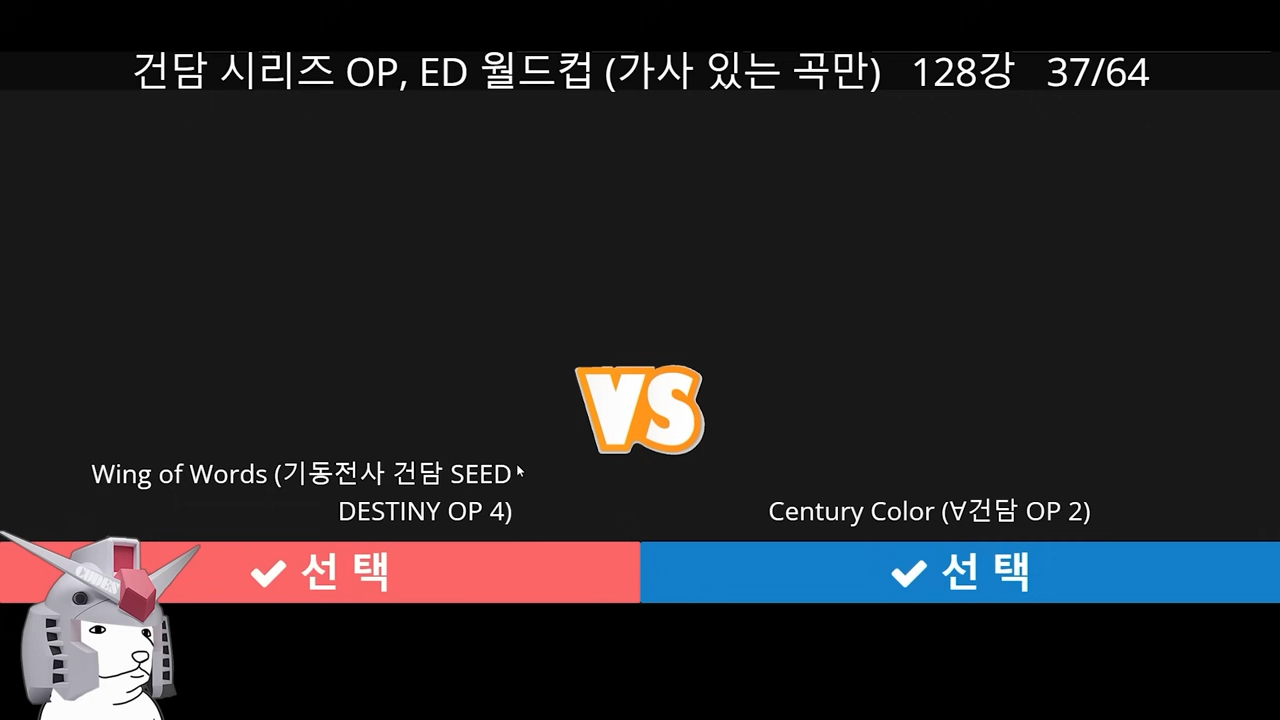 건담 시리즈 OP, ED 월드컵 (가사 있는 곡만) 128강 37/64
VS
Wing of Words (기동전사 건담 SEED
DESTINY OP 4)
Century Color (∀건담 OP 2)
✔ 선 택
✔ 선 택
CODES